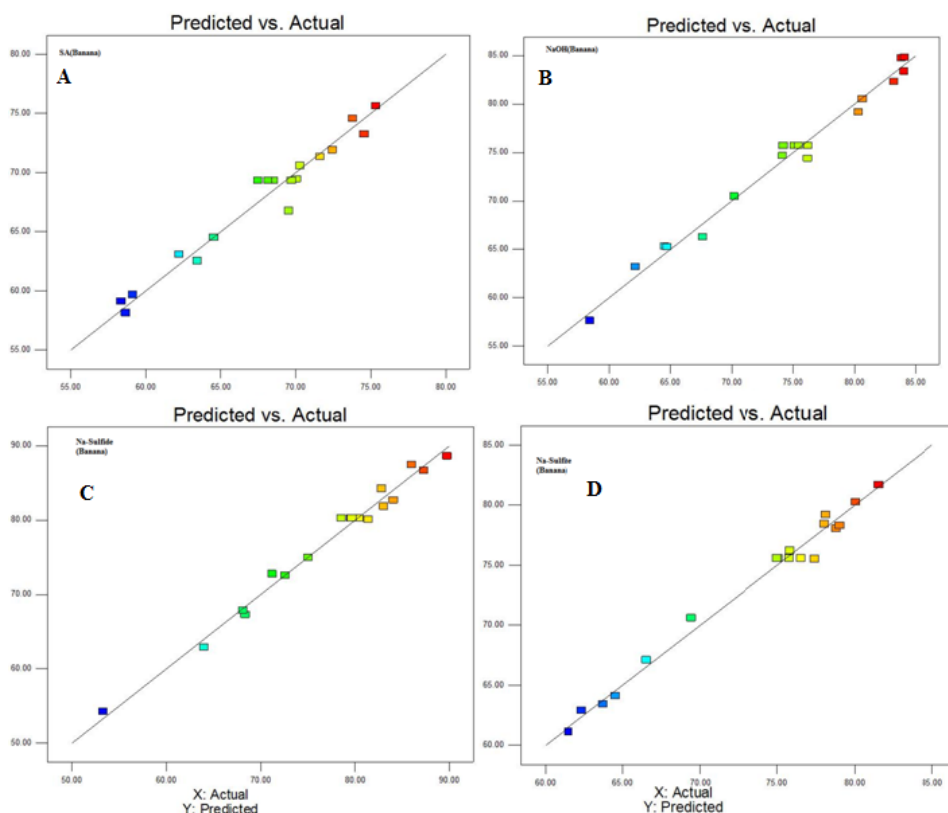 Predicted vs. Actual
SA(Banana)
A
80.00
75.00
70.00
65.00
60.00
55.00
55.00 60.00 65.00 70.00 75.00 80.00
Predicted vs. Actual
NaOH(Banana)
B
85.00
80.00
75.00
70.00
65.00
60.00
55.00
55.00 60.00 65.00 70.00 75.00 80.00 85.00
Predicted vs. Actual
Na-Sulfide
(Banana)
C
90.00
80.00
70.00
60.00
50.00
50.00 60.00 70.00 80.00 90.00
X: Actual
Y: Predicted
Predicted vs. Actual
Na-Sulfite
(Banana)
D
85.00
80.00
75.00
70.00
65.00
60.00
60.00 65.00 70.00 75.00 80.00 85.00
X: Actual
Y: Predicted